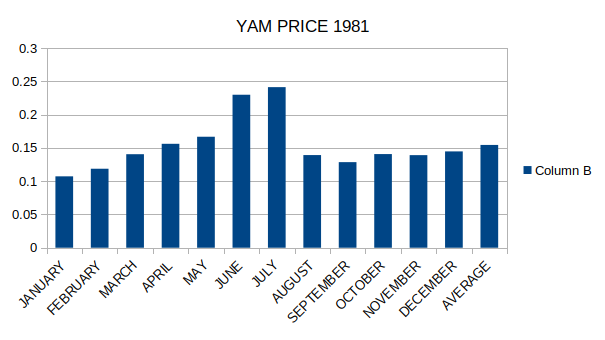 YAM PRICE 1981
0.3
0.25
0.2
0.15
0.1
0.05
0
Column B
JANUARY
FEBRUARY
MARCH
APRIL
MAY
JUNE
JULY
AUGUST
SEPTEMBER
OCTOBER
NOVEMBER
DECEMBER
AVERAGE